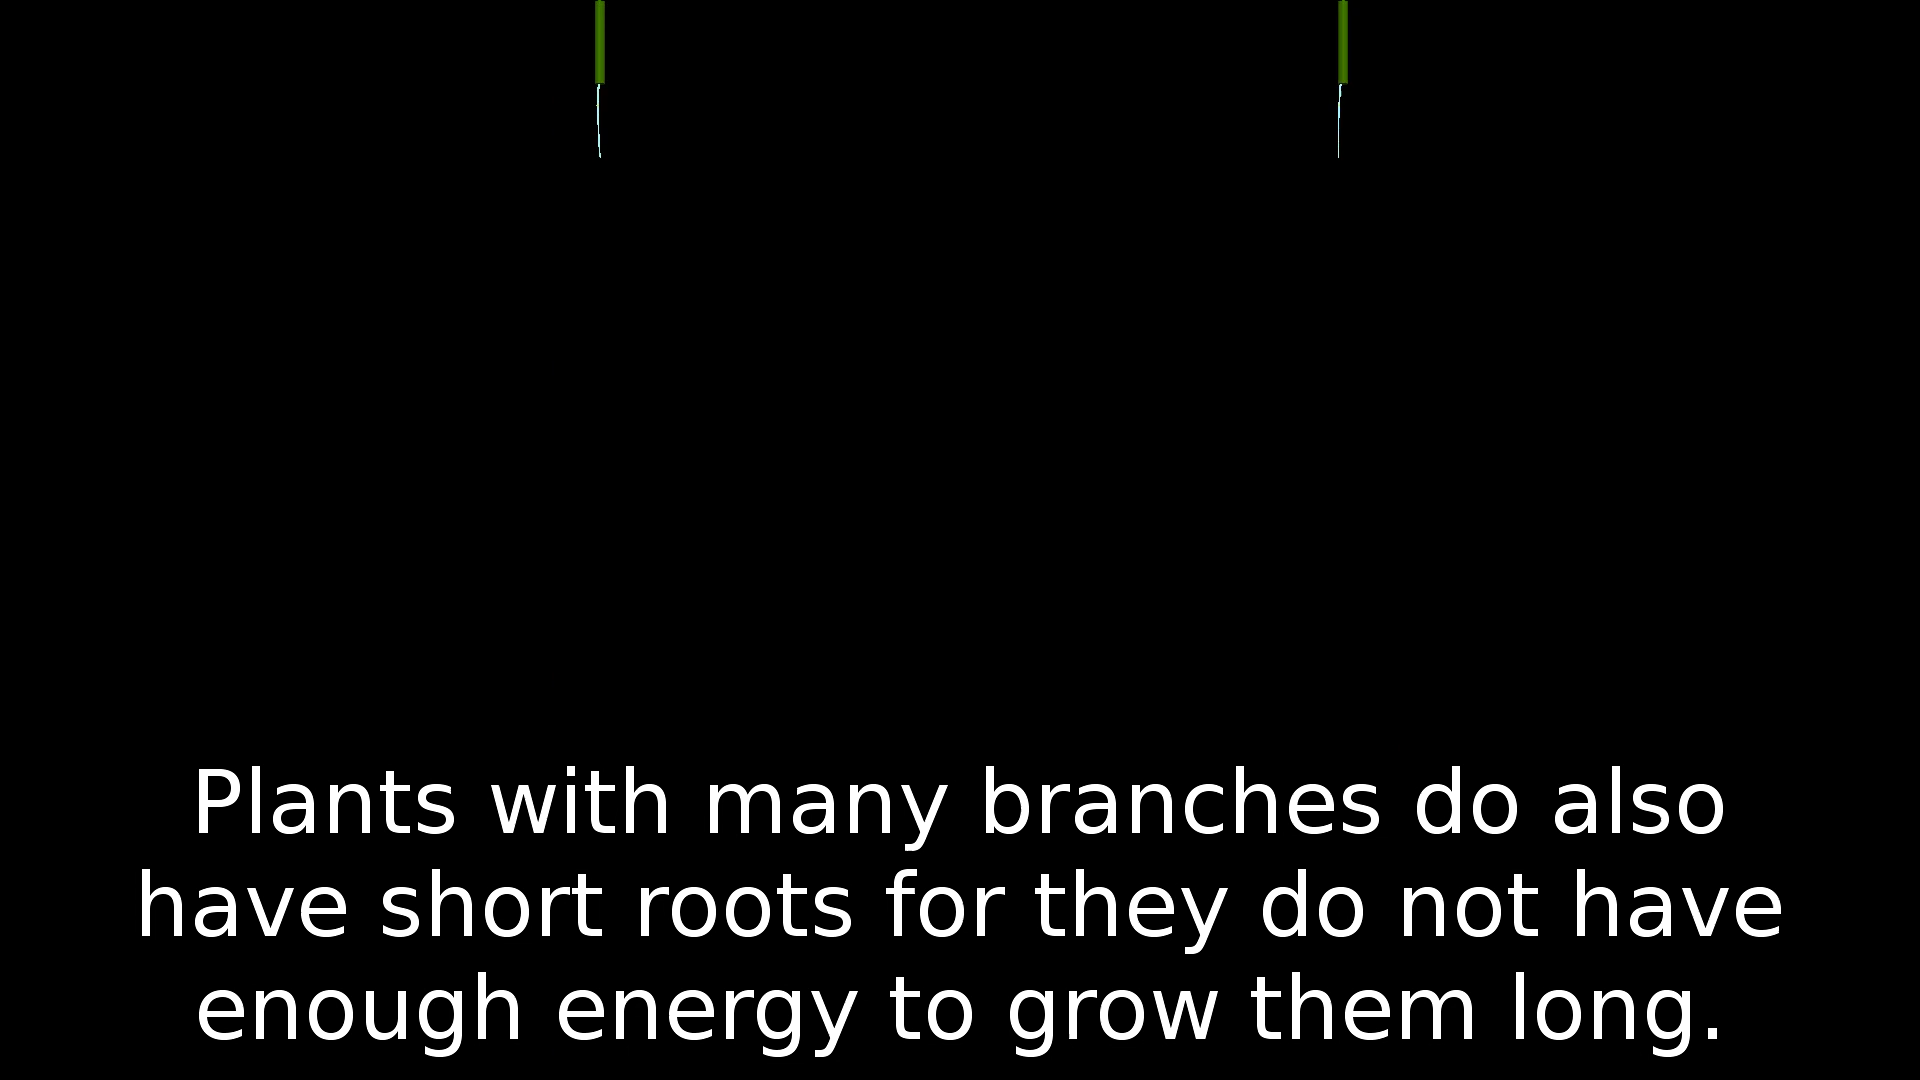 Plants with many branches do also
have short roots for they do not have
enough energy to grow them long.